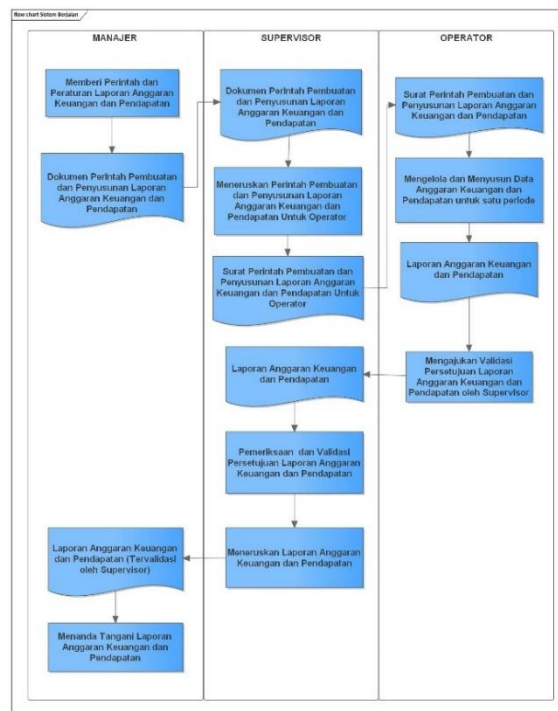 flow chart Sistem Berjalan
MANAJER
SUPERVISOR
OPERATOR
Memberi Perintah dan
Peraturan Laporan Anggaran
Keuangan dan Pendapatan
Dokumen Perintah Pembuatan
dan Penyusunan Laporan
Anggaran Keuangan dan
Pendapatan
Dokumen Perintah Pembuatan dan
Penyusunan Laporan Anggaran
Keuangan dan Pendapatan
Meneruskan Perintah Pembuatan
dan Penyusunan Laporan
Anggaran Keuangan dan
Pendapatan Untuk Operator
Surat Perintah Pembuatan dan
Penyusunan Laporan Anggaran
Keuangan dan Pendapatan Untuk
Operator
Surat Perintah Pembuatan dan
Penyusunan Laporan Anggaran
Keuangan dan Pendapatan
Mengelola dan Menyusun Data
Anggaran Keuangan dan
Pendapatan untuk satu periode
Laporan Anggaran Keuangan
dan Pendapatan
Mengajukan Validasi
Persetujuan Laporan
Anggaran Keuangan dan
Pendapatan oleh Supervisor
Laporan Anggaran Keuangan
dan Pendapatan
Pemeriksaan dan Validasi
Persetujuan Laporan Anggaran
Keuangan dan Pendapatan
Meneruskan Laporan Anggaran
Keuangan dan Pendapatan
Laporan Anggaran Keuangan
dan Pendapatan (Tervalidasi
oleh Supervisor)
Menanda Tangani Laporan
Anggaran Keuangan dan
Pendapatan